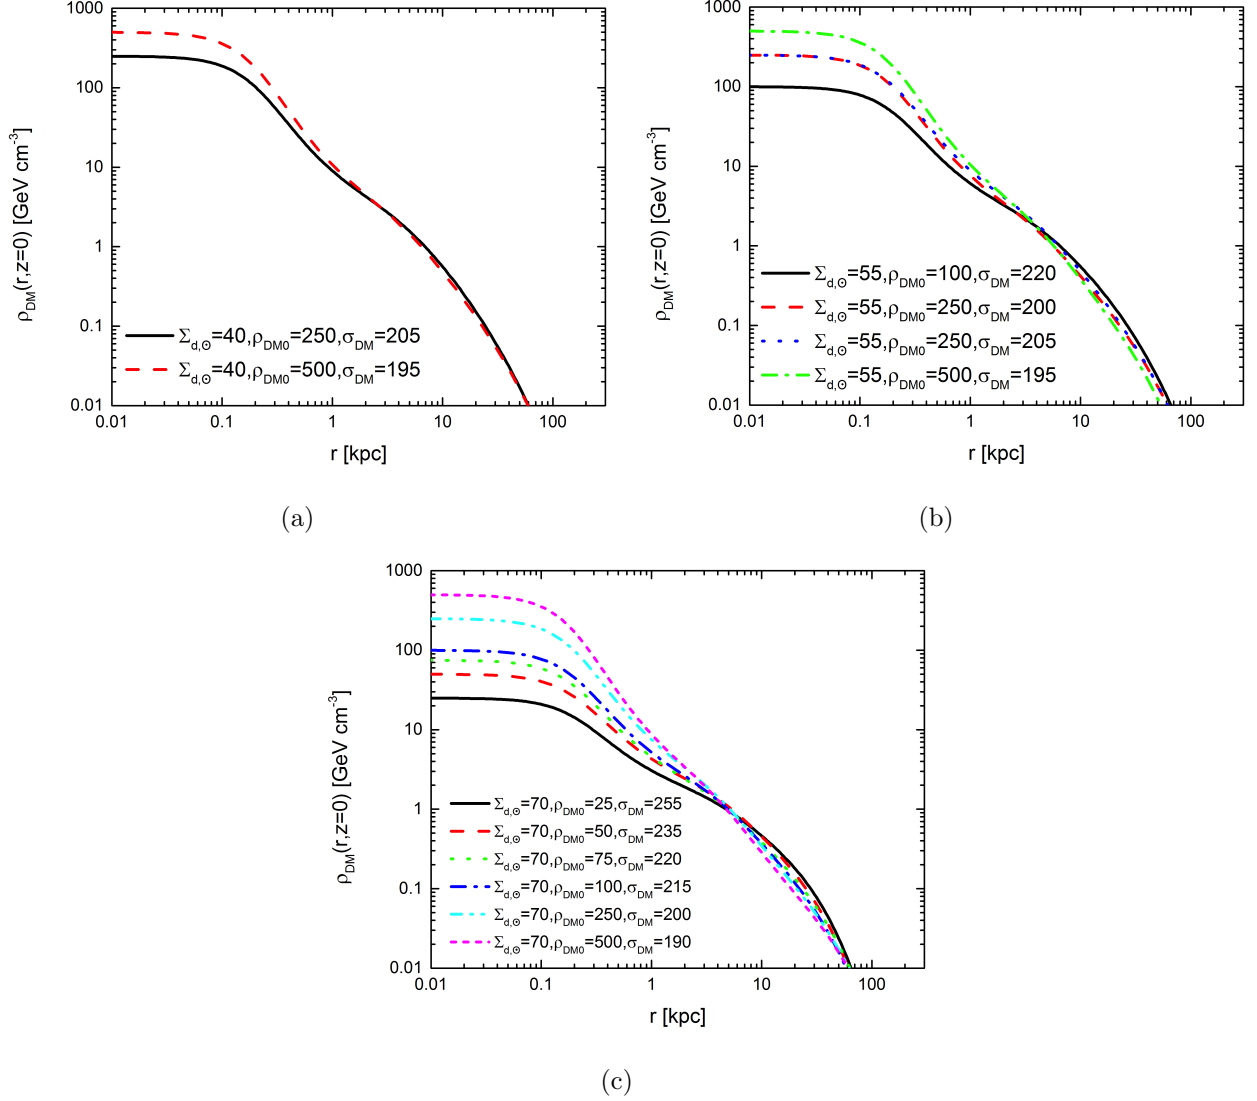 1000
100
10
1
0.1
0.01
ρDM(r,z=0) [GeV cm-3]
Σd,⊙=40,ρDM0=250,σDM=205
Σd,⊙=40,ρDM0=500,σDM=195
0.01 0.1 1 10 100
r [kpc]
(a)
1000
100
10
1
0.1
0.01
ρDM(r,z=0) [GeV cm-3]
Σd,⊙=55,ρDM0=100,σDM=220
Σd,⊙=55,ρDM0=250,σDM=200
Σd,⊙=55,ρDM0=250,σDM=205
Σd,⊙=55,ρDM0=500,σDM=195
0.01 0.1 1 10 100
r [kpc]
(b)
1000
100
10
1
0.1
0.01
ρDM(r,z=0) [GeV cm-3]
Σd,⊙=70,ρDM0=25,σDM=255
Σd,⊙=70,ρDM0=50,σDM=235
Σd,⊙=70,ρDM0=75,σDM=220
Σd,⊙=70,ρDM0=100,σDM=215
Σd,⊙=70,ρDM0=250,σDM=200
Σd,⊙=70,ρDM0=500,σDM=190
0.01 0.1 1 10 100
r [kpc]
(c)